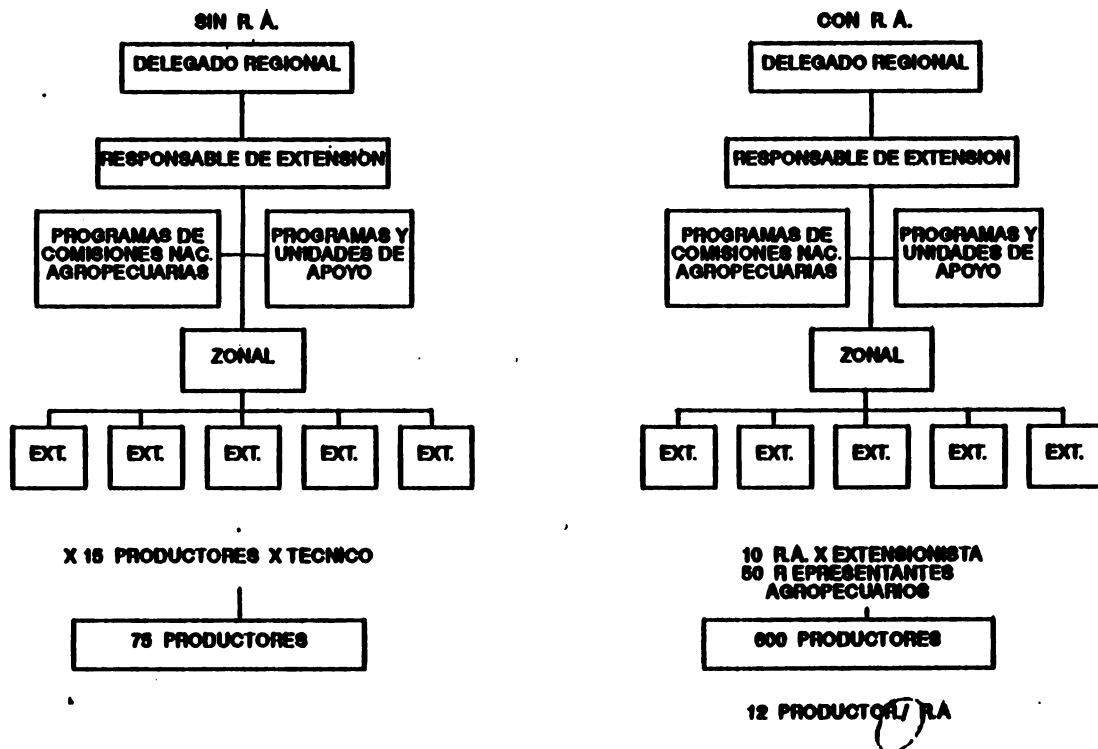 SIN R. A.
DELEGADO REGIONAL
RESPONSABLE DE EXTENSION
PROGRAMAS DE
COMISIONES NAC.
AGROPECUARIAS
PROGRAMAS Y
UNIDADES DE
APOYO
ZONAL
EXT.
EXT.
EXT.
EXT.
EXT.
X 15 PRODUCTORES X TECNICO
75 PRODUCTORES
CON R. A.
DELEGADO REGIONAL
RESPONSABLE DE EXTENSION
PROGRAMAS DE
COMISIONES NAC.
AGROPECUARIAS
PROGRAMAS Y
UNIDADES DE
APOYO
ZONAL
EXT.
EXT.
EXT.
EXT.
EXT.
10 R.A. X EXTENSIONISTA
50 R EPRESENTANTES
AGROPECUARIOS
600 PRODUCTORES
12 PRODUCTOR./ R.A